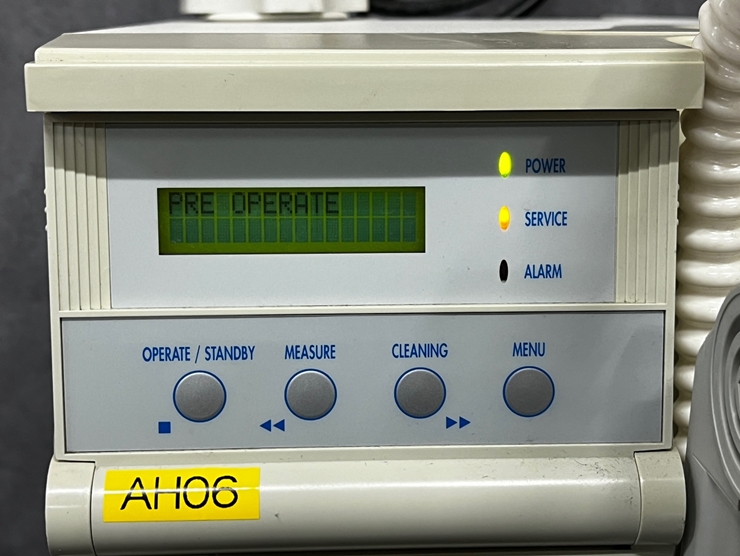 PRE OPERATE
POWER
SERVICE
ALARM
OPERATE / STANDBY
MEASURE
CLEANING
MENU
AH06